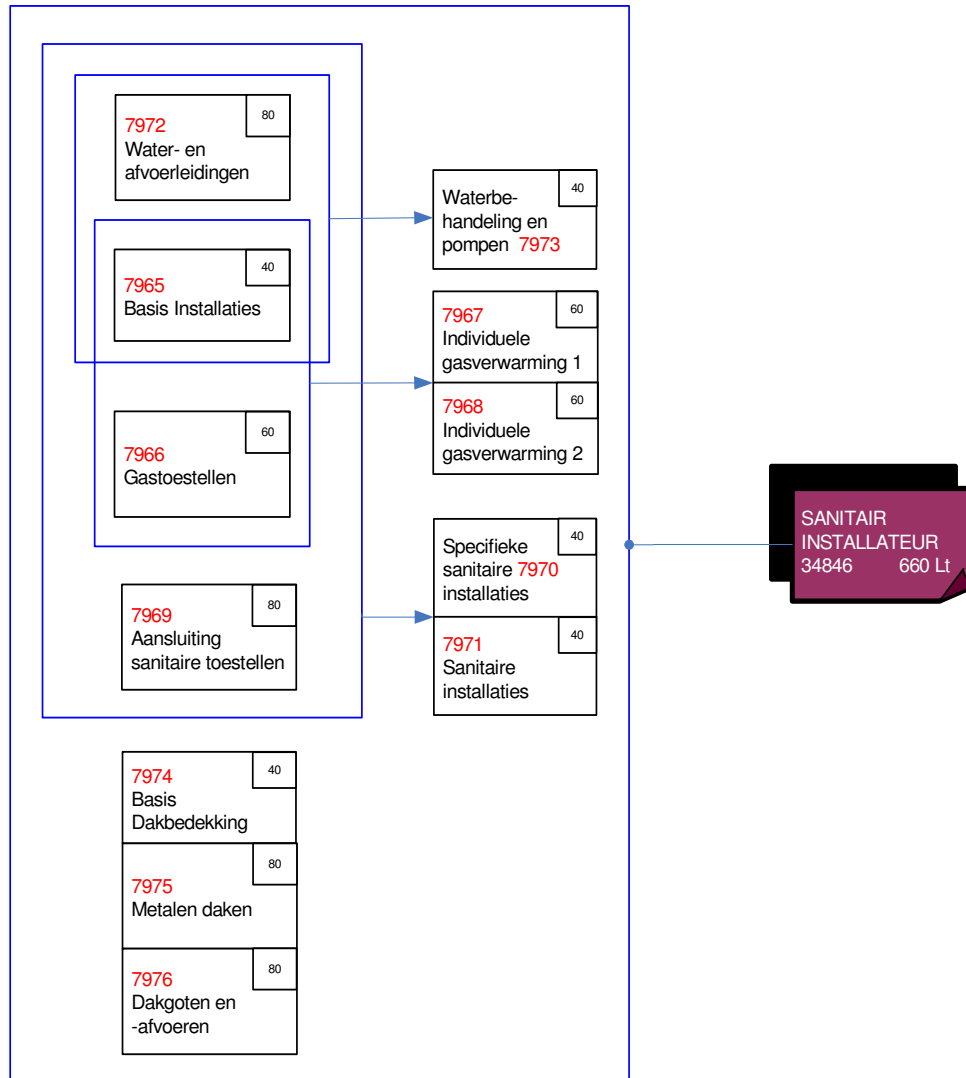 80
7972
Water- en
afvoerleidingen
40
7965
Basis Installaties
60
7966
Gastoestellen
80
7969
Aansluiting
sanitaire toestellen
40
7974
Basis
Dakbedekking
80
7975
Metalen daken
80
7976
Dakgoten en
-afvoeren
40
Waterbe-
handeling en
pompen 7973
60
7967
Individuele
gasverwarming 1
60
7968
Individuele
gasverwarming 2
40
Specifieke
sanitaire 7970
installaties
40
7971
Sanitaire
installaties
SANITAIR
INSTALLATEUR
34846 660 Lt